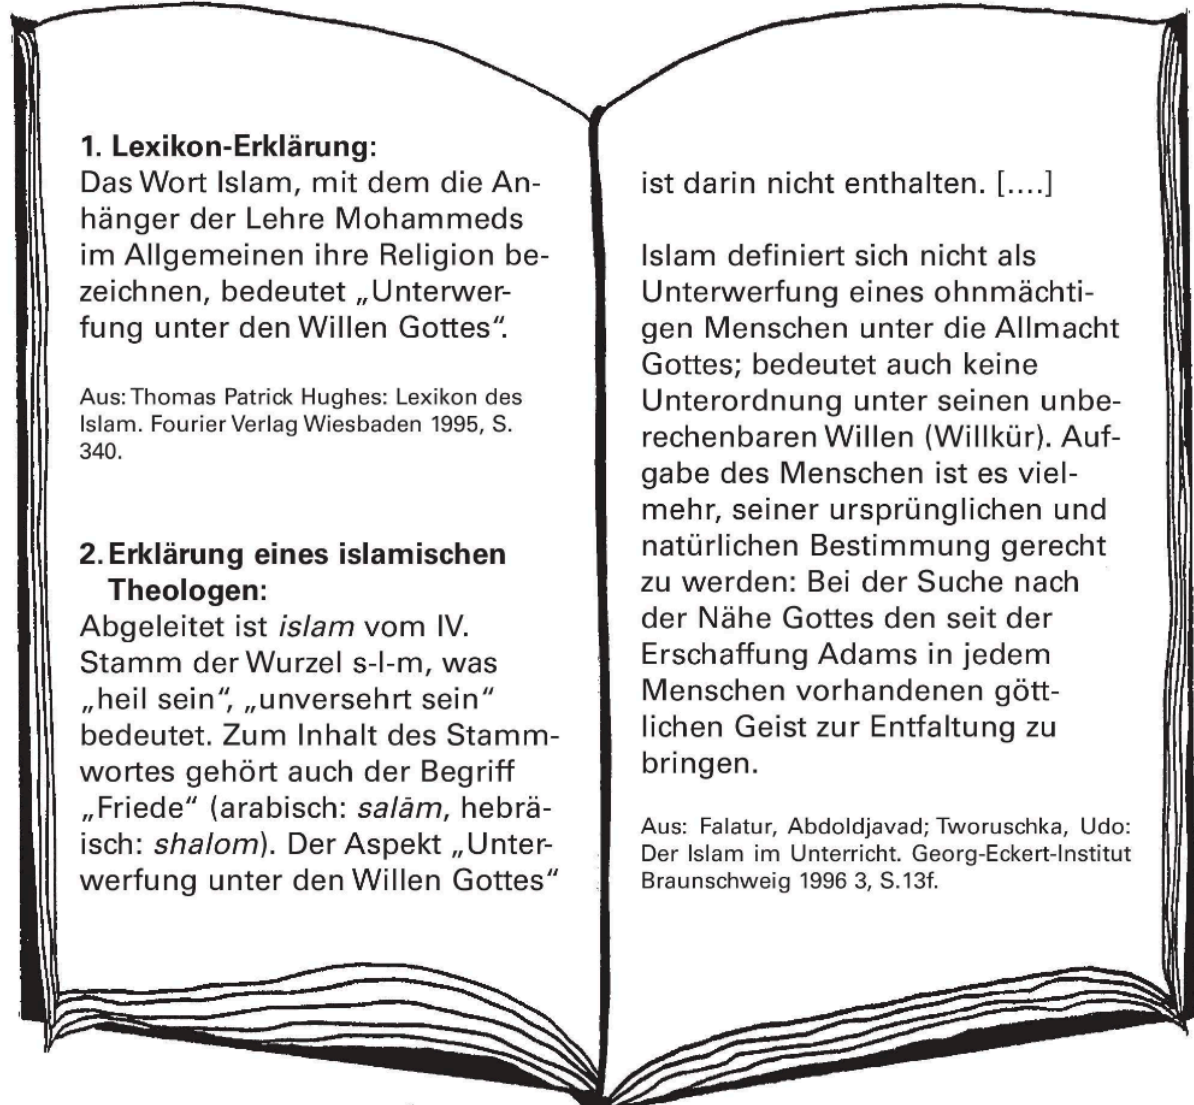 1. Lexikon-Erklärung:
Das Wort Islam, mit dem die An-
hänger der Lehre Mohammeds
im Allgemeinen ihre Religion be-
zeichnen, bedeutet „Unterwer-
fung unter den Willen Gottes“.
Aus: Thomas Patrick Hughes: Lexikon des
Islam. Fourier Verlag Wiesbaden 1995, S.
340.
2. Erklärung eines islamischen
Theologen:
Abgeleitet ist islam vom IV.
Stamm der Wurzel s-l-m, was
„heil sein“, „unversehrt sein“
bedeutet. Zum Inhalt des Stamm-
wortes gehört auch der Begriff
„Friede“ (arabisch: salām, hebrä-
isch: shalom). Der Aspekt „Unter-
werfung unter den Willen Gottes“
ist darin nicht enthalten. [....]
Islam definiert sich nicht als
Unterwerfung eines ohnmächti-
gen Menschen unter die Allmacht
Gottes; bedeutet auch keine
Unterordnung unter seinen unbe-
rechenbaren Willen (Willkür). Auf-
gabe des Menschen ist es viel-
mehr, seiner ursprünglichen und
natürlichen Bestimmung gerecht
zu werden: Bei der Suche nach
der Nähe Gottes den seit der
Erschaffung Adams in jedem
Menschen vorhandenen gött-
lichen Geist zur Entfaltung zu
bringen.
Aus: Falatur, Abdoldjavad; Tworuschka, Udo:
Der Islam im Unterricht. Georg-Eckert-Institut
Braunschweig 1996 3, S.13f.